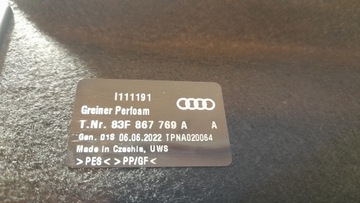 I111191
Greiner Perfoam
T.Nr. 83F 867 769 A A
Gen. 01S 06.06.2022 TPNA020064
Made in Czechia, UWS
>PES< >PP/GF<